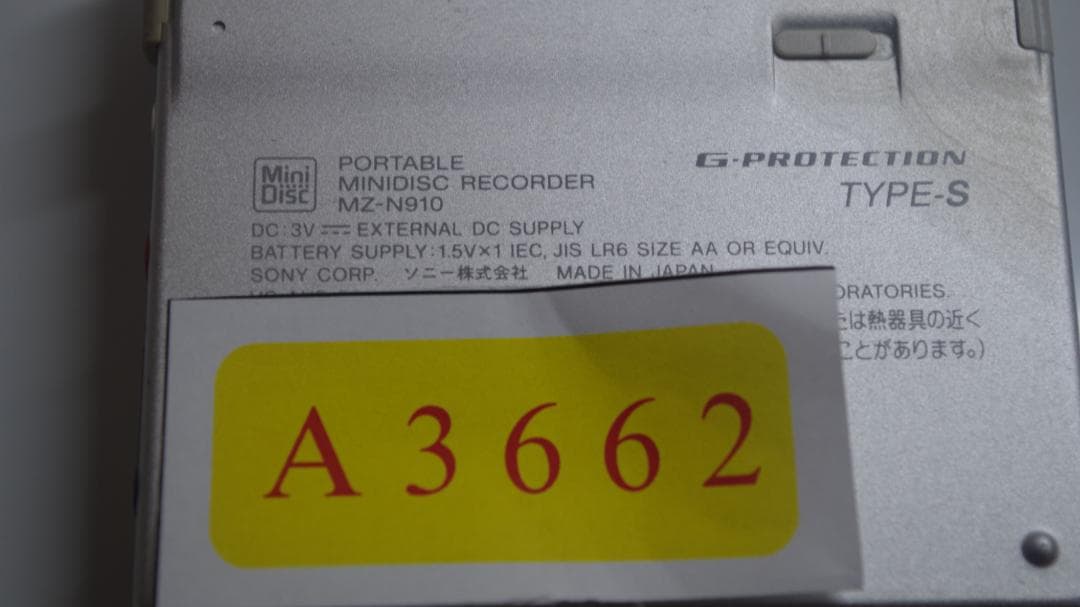 Mini Disc
PORTABLE
MINIDISC RECORDER
MZ-N910
G-PROTECTION
TYPE-S
DC: 3V ⎓ EXTERNAL DC SUPPLY
BATTERY SUPPLY: 1.5V×1 IEC, JIS LR6 SIZE AA OR EQUIV.
SONY CORP. ソニー株式会社 MADE IN JAPAN
ORATORIES.
は熱器具の近く
ことがあります。)
A3662